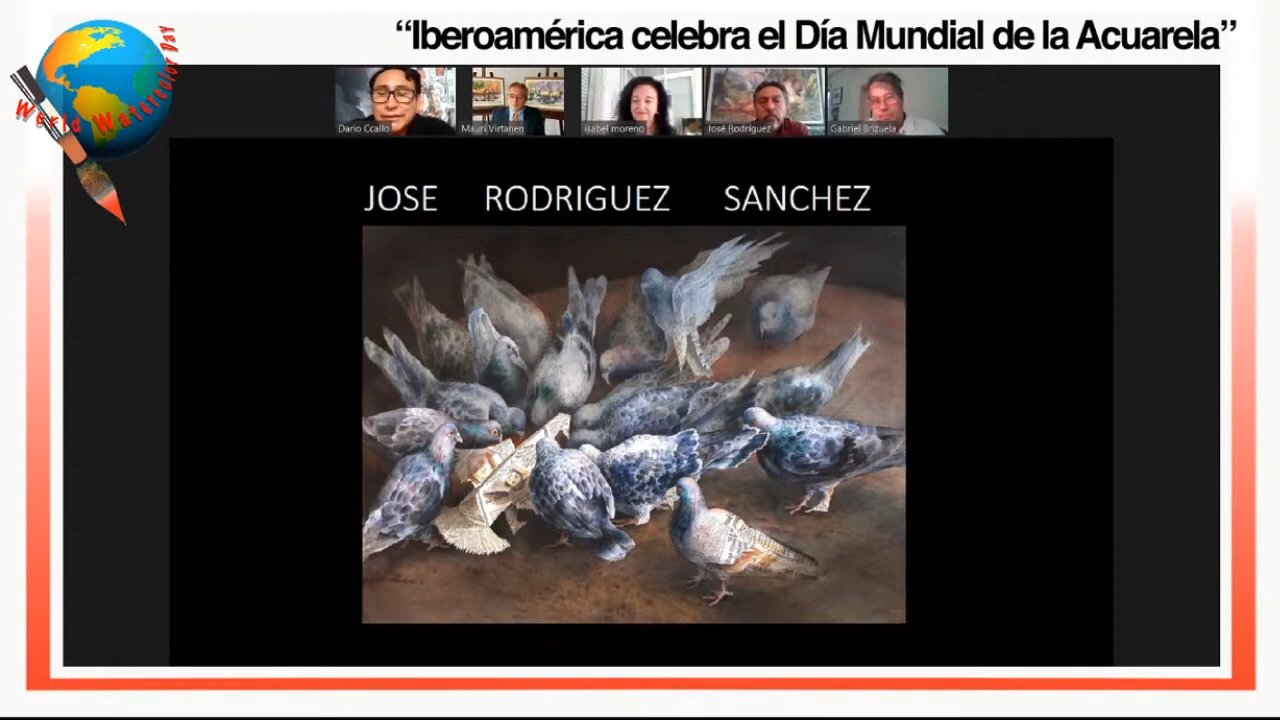 “Iberoamérica celebra el Día Mundial de la Acuarela”
World Watercolor Day
Dario Ccallo
Mauri Virtanen
isabel moreno
José Rodríguez
Gabriel Brizuela
JOSE RODRIGUEZ SANCHEZ